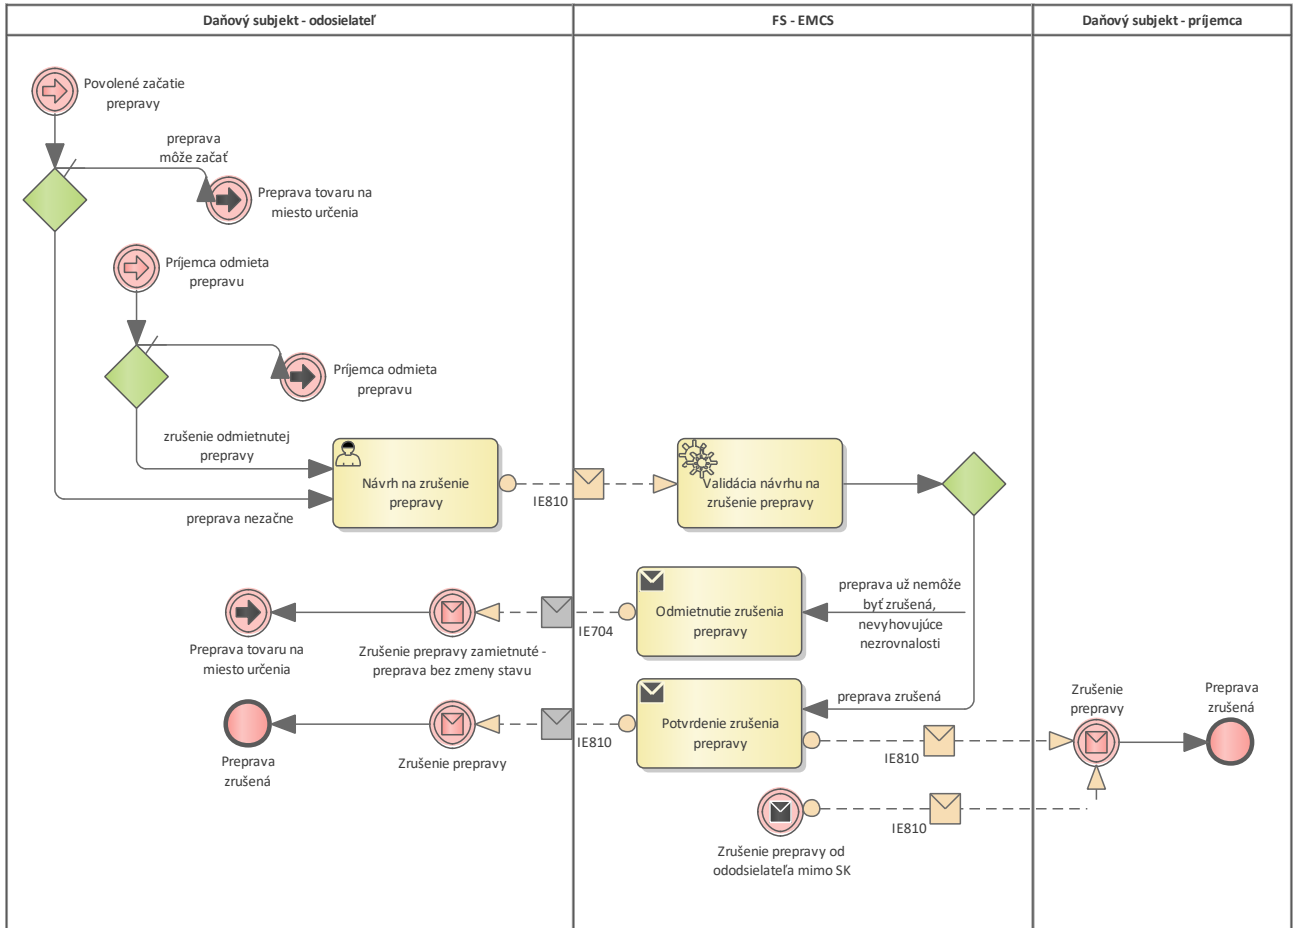 Daňový subjekt - odosielateľ
FS - EMCS
Daňový subjekt - príjemca
Povolené začatie
prepravy
preprava
môže začať
Preprava tovaru na
miesto určenia
Príjemca odmieta
prepravu
Príjemca odmieta
prepravu
zrušenie odmietnutej
prepravy
preprava nezačne
Návrh na zrušenie
prepravy
IE810
Validácia návrhu na
zrušenie prepravy
preprava už nemôže
byť zrušená,
nevyhovujúce
nezrovnalosti
Odmietnutie zrušenia
prepravy
IE704
Zrušenie prepravy zamietnuté -
preprava bez zmeny stavu
Preprava tovaru na
miesto určenia
preprava zrušená
Potvrdenie zrušenia
prepravy
IE810
Zrušenie prepravy
Preprava
zrušená
IE810
Zrušenie
prepravy
Preprava
zrušená
IE810
Zrušenie prepravy od
ododsielateľa mimo SK